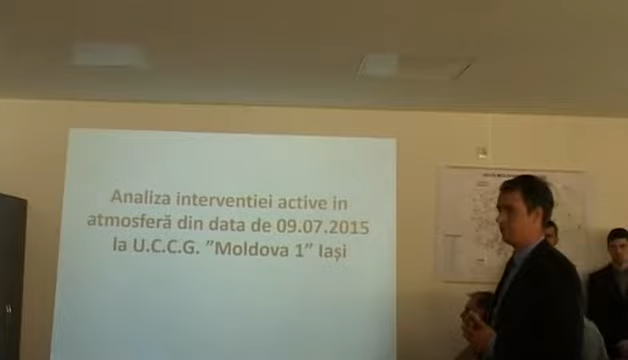 Analiza interventiei active in
atmosferă din data de 09.07.2015
la U.C.C.G. ”Moldova 1” Iași